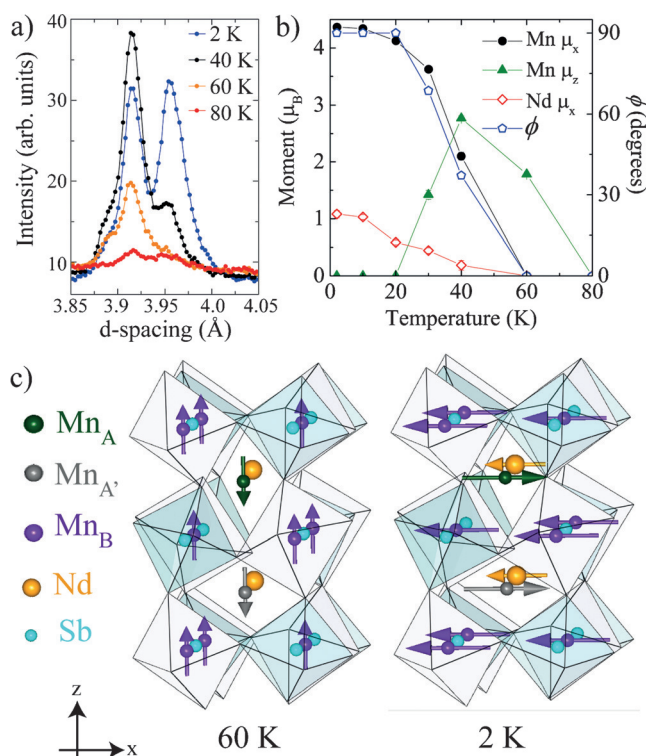 a)
Intensity (arb. units)
40
30
20
10
2 K
40 K
60 K
80 K
3.85 3.9 3.95 4.0 4.05
d-spacing (Å)
b)
Moment (μB)
4
3
2
1
0
Mn μx
Mn μz
Nd μx
ϕ
90
60
30
0
ϕ (degrees)
0 20 40 60 80
Temperature (K)
c)
MnA
MnA'
MnB
Nd
Sb
z
x
60 K
2 K